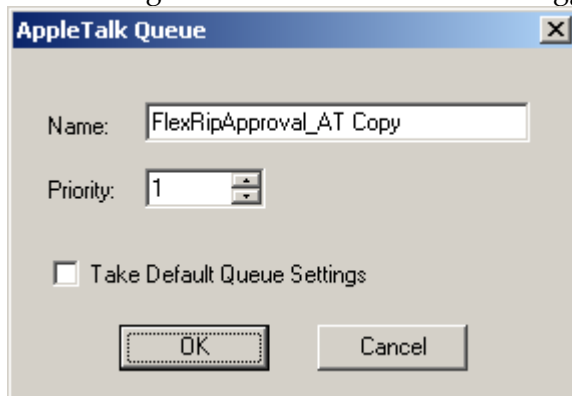 AppleTalk Queue
Name: FlexRipApproval_AT Copy
Priority: 1
Take Default Queue Settings
OK Cancel